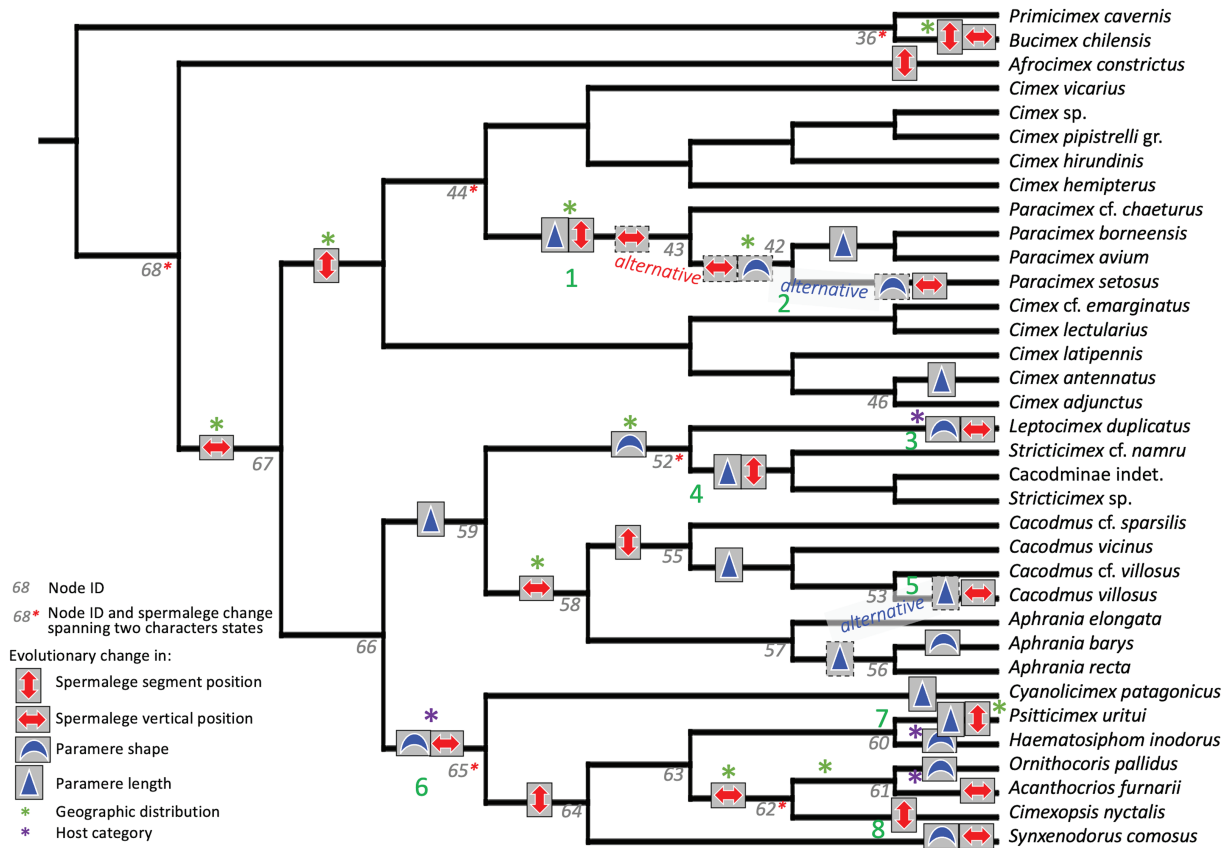 Primicimex cavernis
36*
*
Bucimex chilensis
Afrocimex constrictus
Cimex vicarius
Cimex sp.
Cimex pipistrelli gr.
Cimex hirundinis
44*
Cimex hemipterus
*
Paracimex cf. chaeturus
*
43
*
42
Paracimex borneensis
Paracimex avium
68*
alternative
1
alternative
2
Paracimex setosus
Cimex cf. emarginatus
Cimex lectularius
Cimex latipennis
Cimex antennatus
46
Cimex adjunctus
*
67
*
*
3
Leptocimex duplicatus
52*
Stricticimex cf. namru
4
Cacodminae indet.
Stricticimex sp.
59
Cacodmus cf. sparsilis
55
Cacodmus vicinus
*
5
Cacodmus cf. villosus
58
53
Cacodmus villosus
alternative
Aphrania elongata
66
57
Aphrania barys
56
Aphrania recta
68 Node ID
68* Node ID and spermalege change
spanning two characters states
Evolutionary change in:
Spermalege segment position
Spermalege vertical position
Paramere shape
Paramere length
* Geographic distribution
* Host category
Cyanolicimex patagonicus
*
7
*
Psitticimex uritui
60
*
Haematosiphom inodorus
65*
6
63
*
*
Ornithocoris pallidus
61
*
Acanthocrios furnarii
64
62*
Cimexopsis nyctalis
8
Synxenodorus comosus